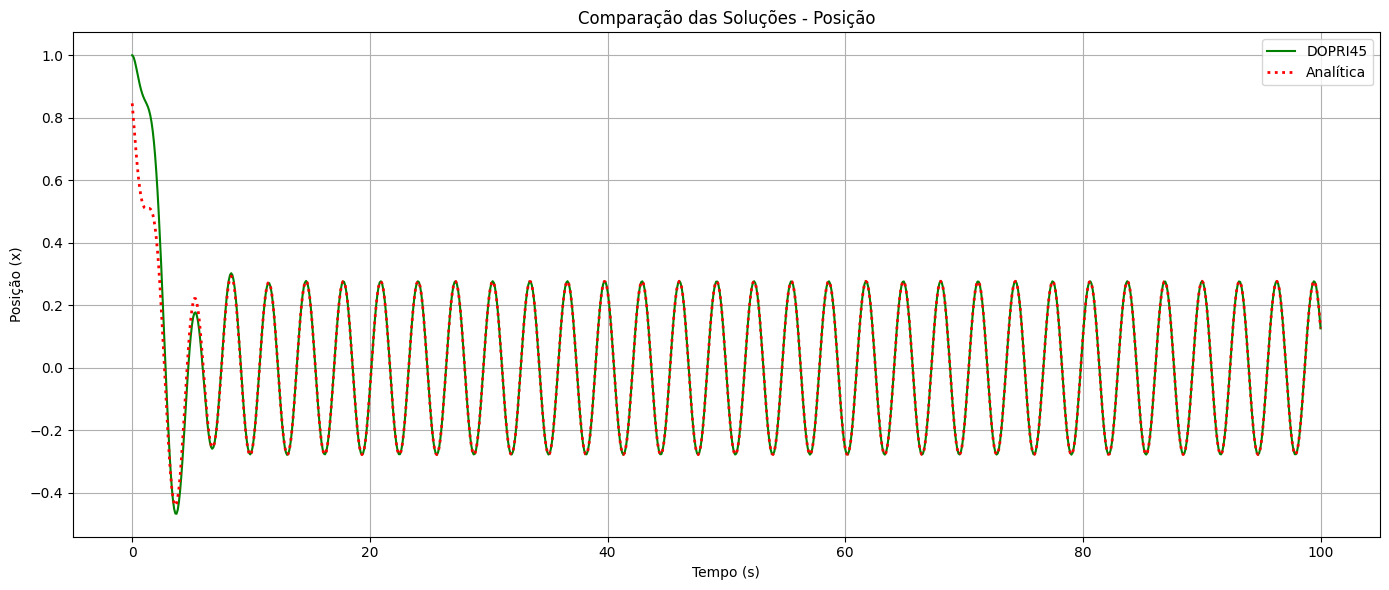 Comparação das Soluções - Posição
DOPRI45
Analítica
Posição (x)
1.0
0.8
0.6
0.4
0.2
0.0
−0.2
−0.4
0 20 40 60 80 100
Tempo (s)